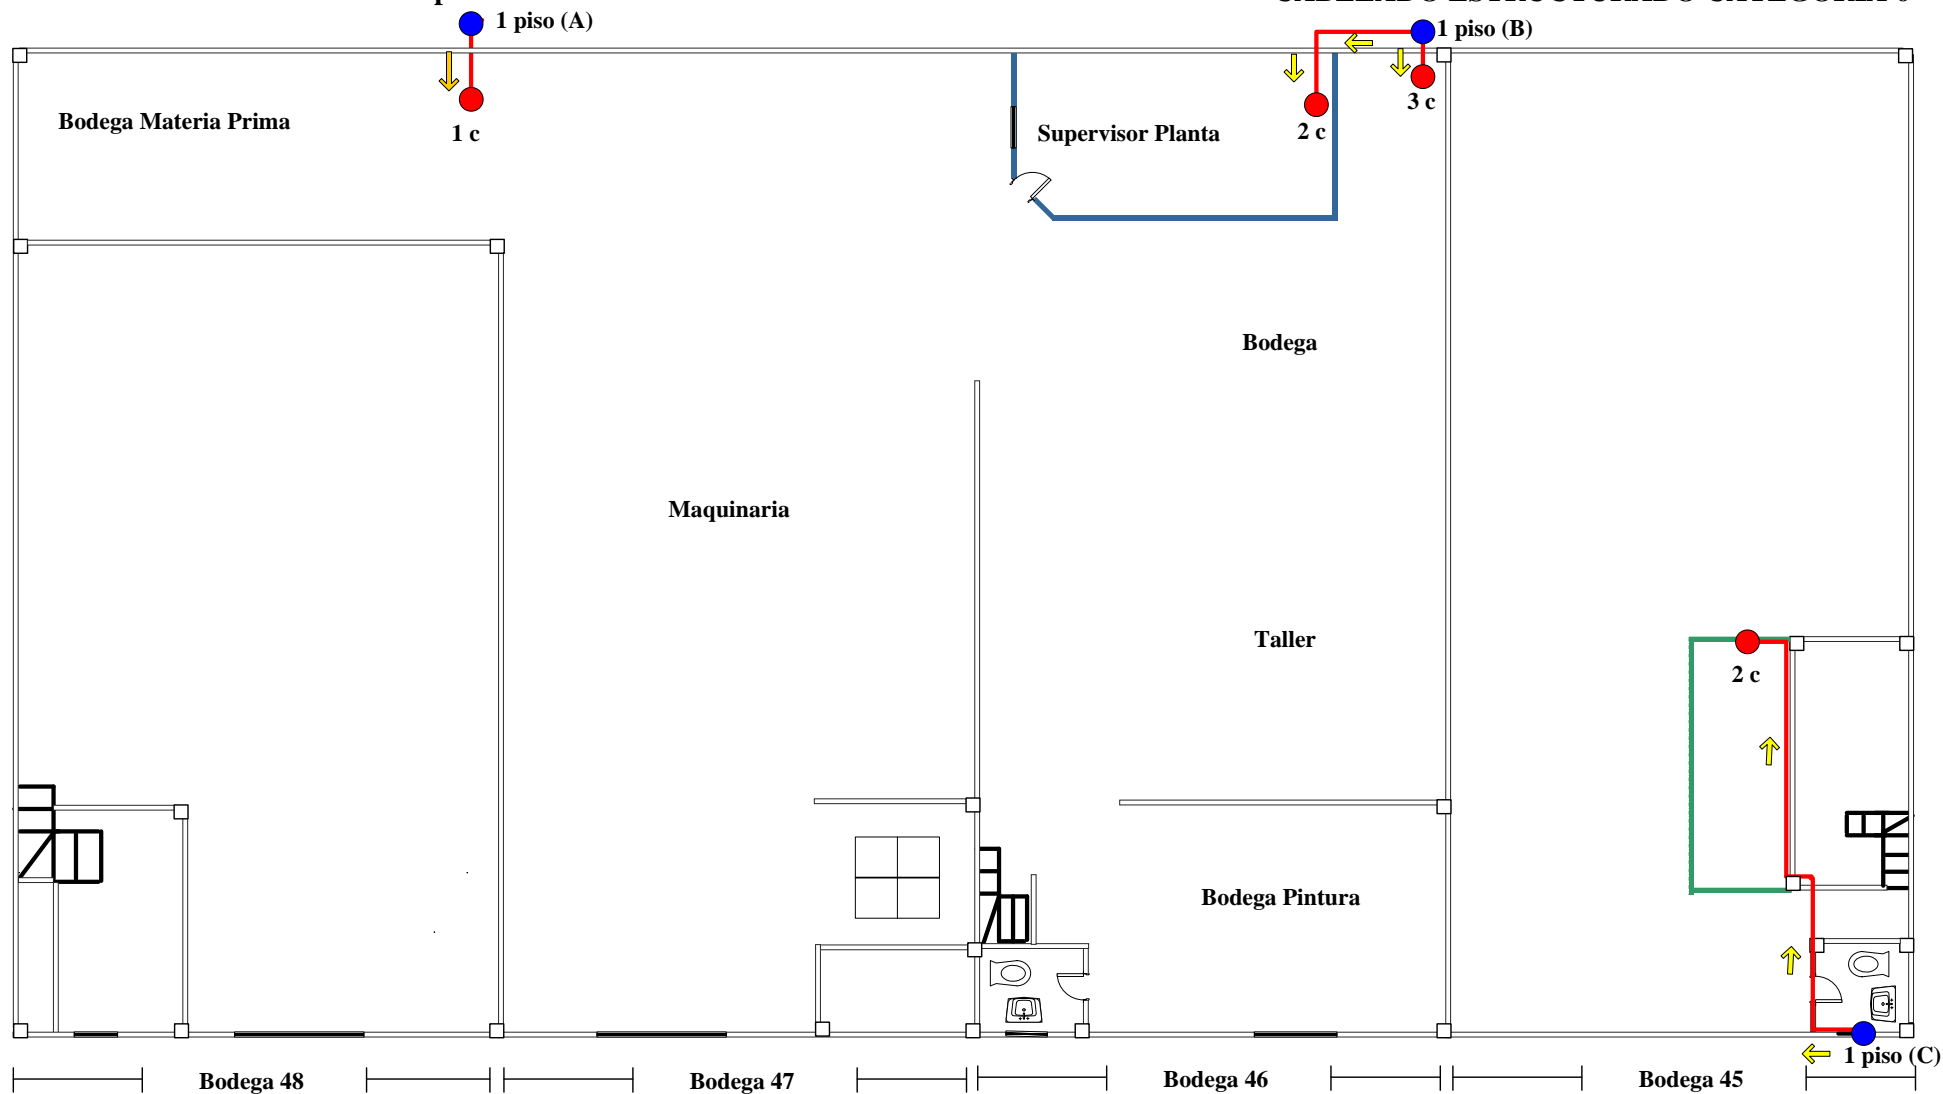 1 piso (A)
1 piso (B)
3 c
Bodega Materia Prima
1 c
Supervisor Planta
2 c
Bodega
Maquinaria
Taller
2 c
Bodega Pintura
1 piso (C)
Bodega 48
Bodega 47
Bodega 46
Bodega 45